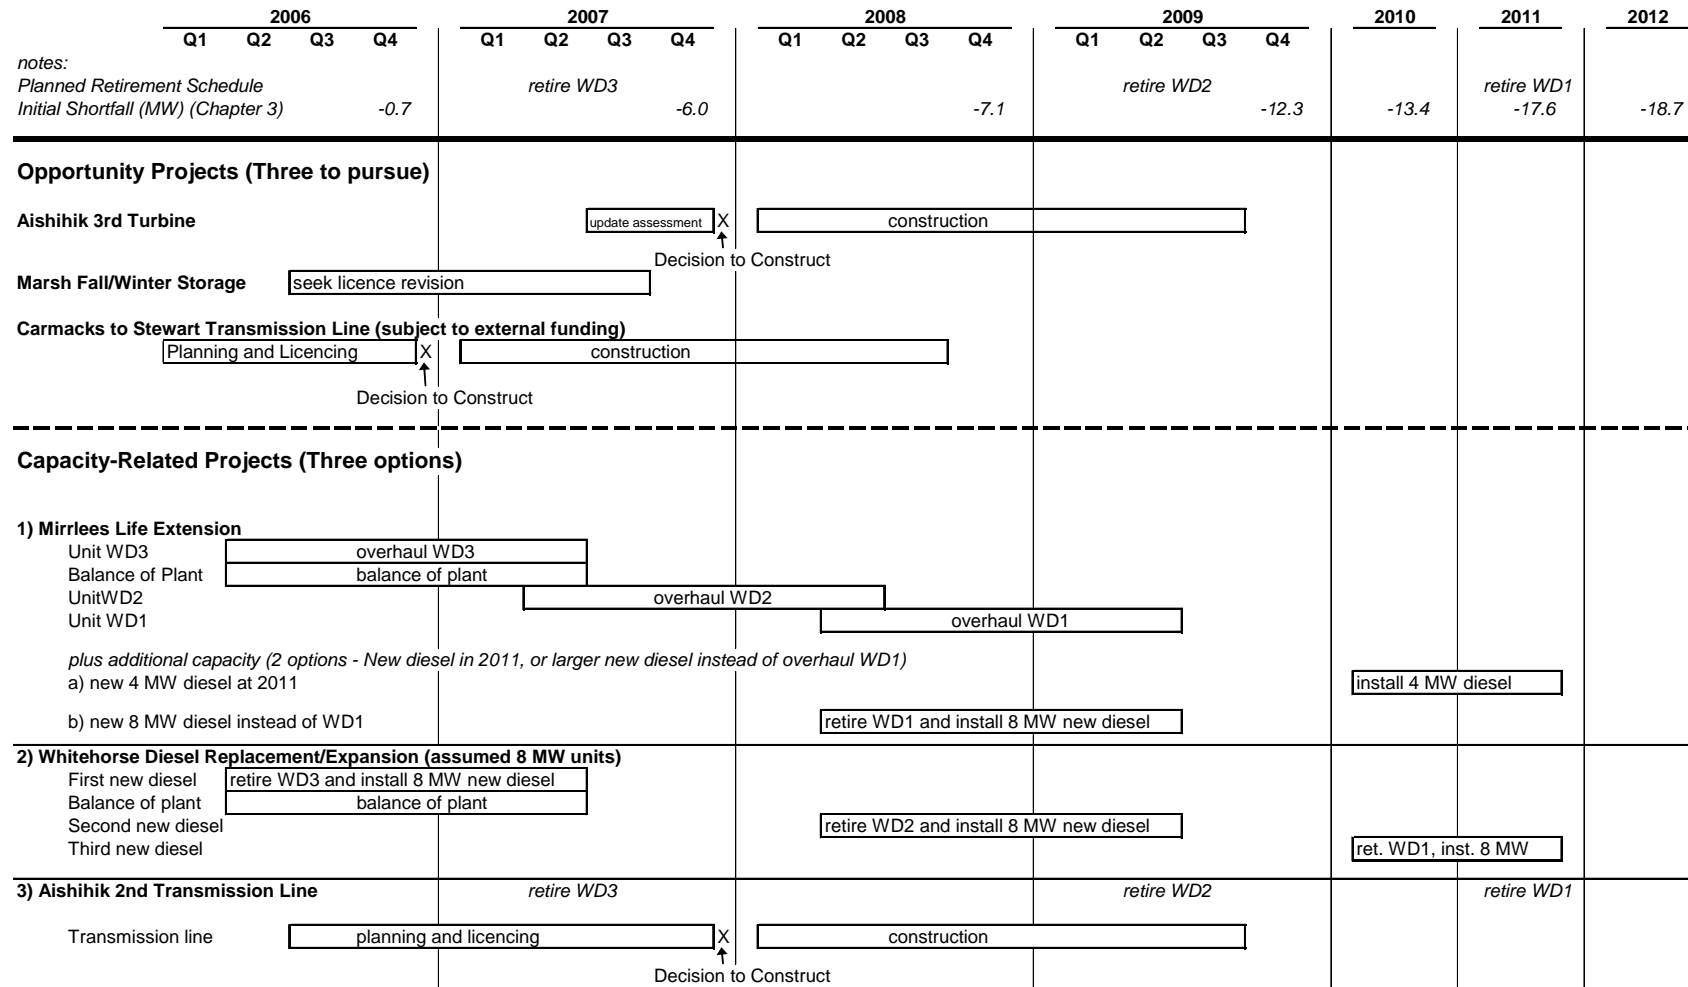 2006 2007 2008 2009 2010 2011 2012
Q1 Q2 Q3 Q4 Q1 Q2 Q3 Q4 Q1 Q2 Q3 Q4 Q1 Q2 Q3 Q4
notes:
Planned Retirement Schedule retire WD3 retire WD2 retire WD1
Initial Shortfall (MW) (Chapter 3) -0.7 -6.0 -7.1 -12.3 -13.4 -17.6 -18.7
Opportunity Projects (Three to pursue)
Aishihik 3rd Turbine update assessment X construction
Decision to Construct
Marsh Fall/Winter Storage seek licence revision
Carmacks to Stewart Transmission Line (subject to external funding)
Planning and Licencing X construction
Decision to Construct
Capacity-Related Projects (Three options)
1) Mirrlees Life Extension
Unit WD3 overhaul WD3
Balance of Plant balance of plant
UnitWD2 overhaul WD2
Unit WD1 overhaul WD1
plus additional capacity (2 options - New diesel in 2011, or larger new diesel instead of overhaul WD1)
a) new 4 MW diesel at 2011 install 4 MW diesel
b) new 8 MW diesel instead of WD1 retire WD1 and install 8 MW new diesel
2) Whitehorse Diesel Replacement/Expansion (assumed 8 MW units)
First new diesel retire WD3 and install 8 MW new diesel
Balance of plant balance of plant
Second new diesel retire WD2 and install 8 MW new diesel
Third new diesel ret. WD1, inst. 8 MW
3) Aishihik 2nd Transmission Line retire WD3 retire WD2 retire WD1
Transmission line planning and licencing X construction
Decision to Construct